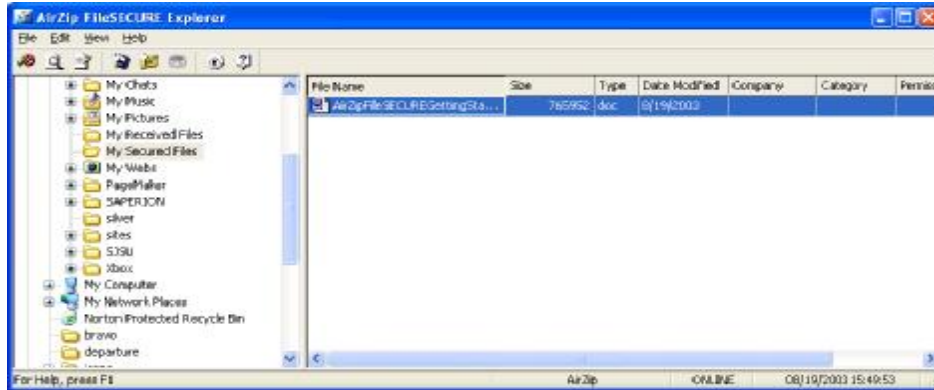 AirZip FileSECURE Explorer
File Edit View Help
My Chats
My Music
My Pictures
My Received Files
My Secured Files
My Webs
PageMaker
SAPERION
silver
sites
SJSU
Xbox
My Computer
My Network Places
Norton Protected Recycle Bin
bravo
departure
File Name Size Type Date Modified Company Category Permis
AirZipFileSECUREGettingSta... 765952 doc 8/19/2003
For Help, press F1 AirZip ONLINE 08/19/2003 15:49:53